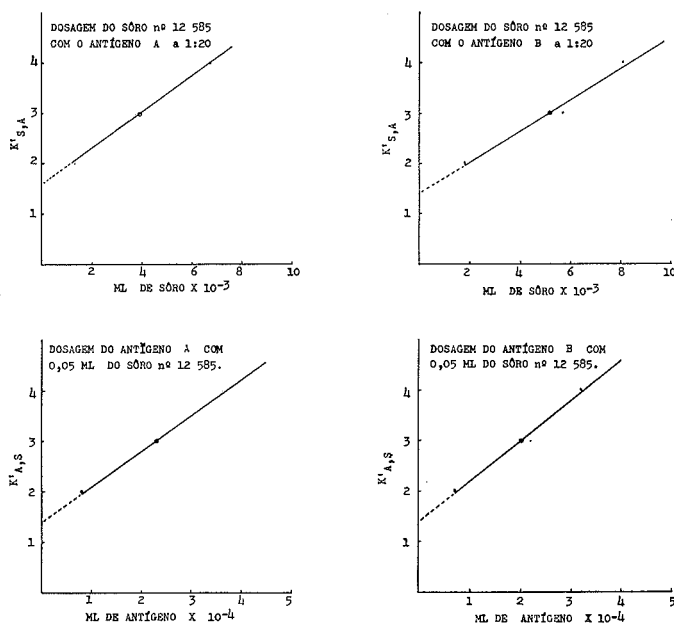 DOSAGEM DO SÔRO nº 12 585
COM O ANTÍGENO A a 1:20
4
3
2
1
K'S,A
2
4
6
8
10
ML DE SÔRO X 10-3
DOSAGEM DO SÔRO nº 12 585
COM O ANTÍGENO B a 1:20
4
3
2
1
K'S,A
2
4
6
8
10
ML DE SÔRO X 10-3
DOSAGEM DO ANTÍGENO A COM
0,05 ML DO SÔRO nº 12 585.
4
3
2
1
K'A,S
1
2
3
4
5
ML DE ANTÍGENO X 10-4
DOSAGEM DO ANTÍGENO B COM
0,05 ML DO SÔRO nº 12 585.
4
3
2
1
K'A,S
1
2
3
4
5
ML DE ANTÍGENO X 10-4